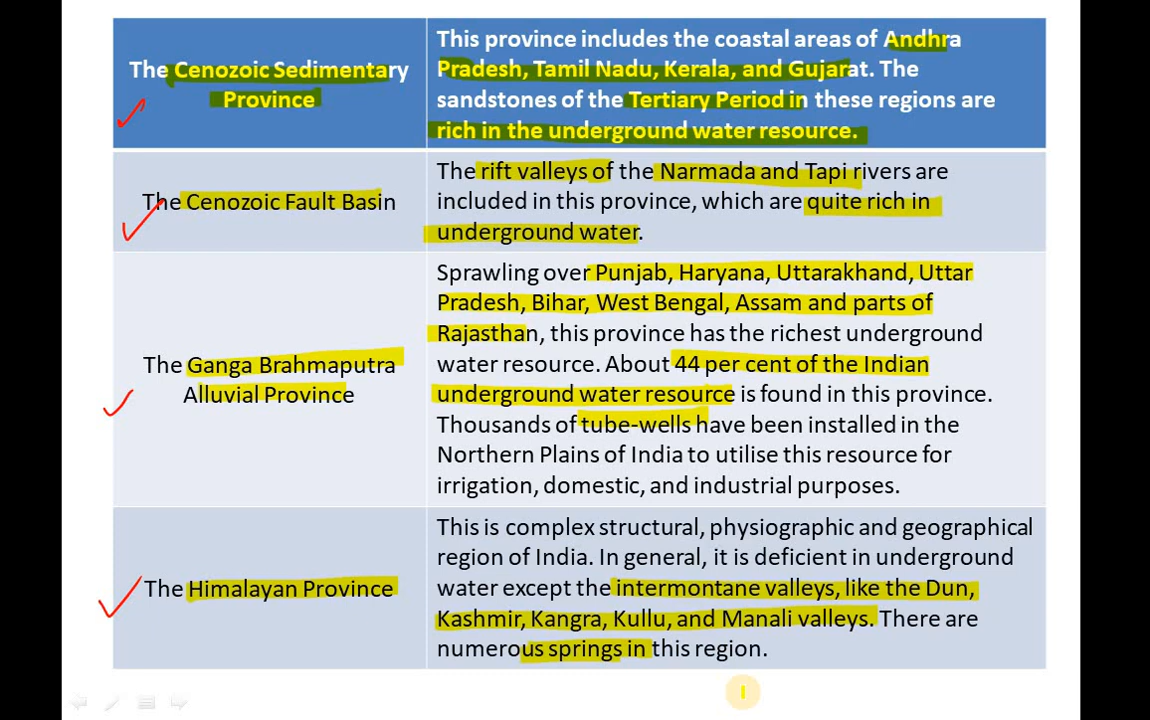 The Cenozoic Sedimentary
Province
This province includes the coastal areas of Andhra
Pradesh, Tamil Nadu, Kerala, and Gujarat. The
sandstones of the Tertiary Period in these regions are
rich in the underground water resource.
The Cenozoic Fault Basin
The rift valleys of the Narmada and Tapi rivers are
included in this province, which are quite rich in
underground water.
The Ganga Brahmaputra
Alluvial Province
Sprawling over Punjab, Haryana, Uttarakhand, Uttar
Pradesh, Bihar, West Bengal, Assam and parts of
Rajasthan, this province has the richest underground
water resource. About 44 per cent of the Indian
underground water resource is found in this province.
Thousands of tube-wells have been installed in the
Northern Plains of India to utilise this resource for
irrigation, domestic, and industrial purposes.
The Himalayan Province
This is complex structural, physiographic and geographical
region of India. In general, it is deficient in underground
water except the intermontane valleys, like the Dun,
Kashmir, Kangra, Kullu, and Manali valleys. There are
numerous springs in this region.